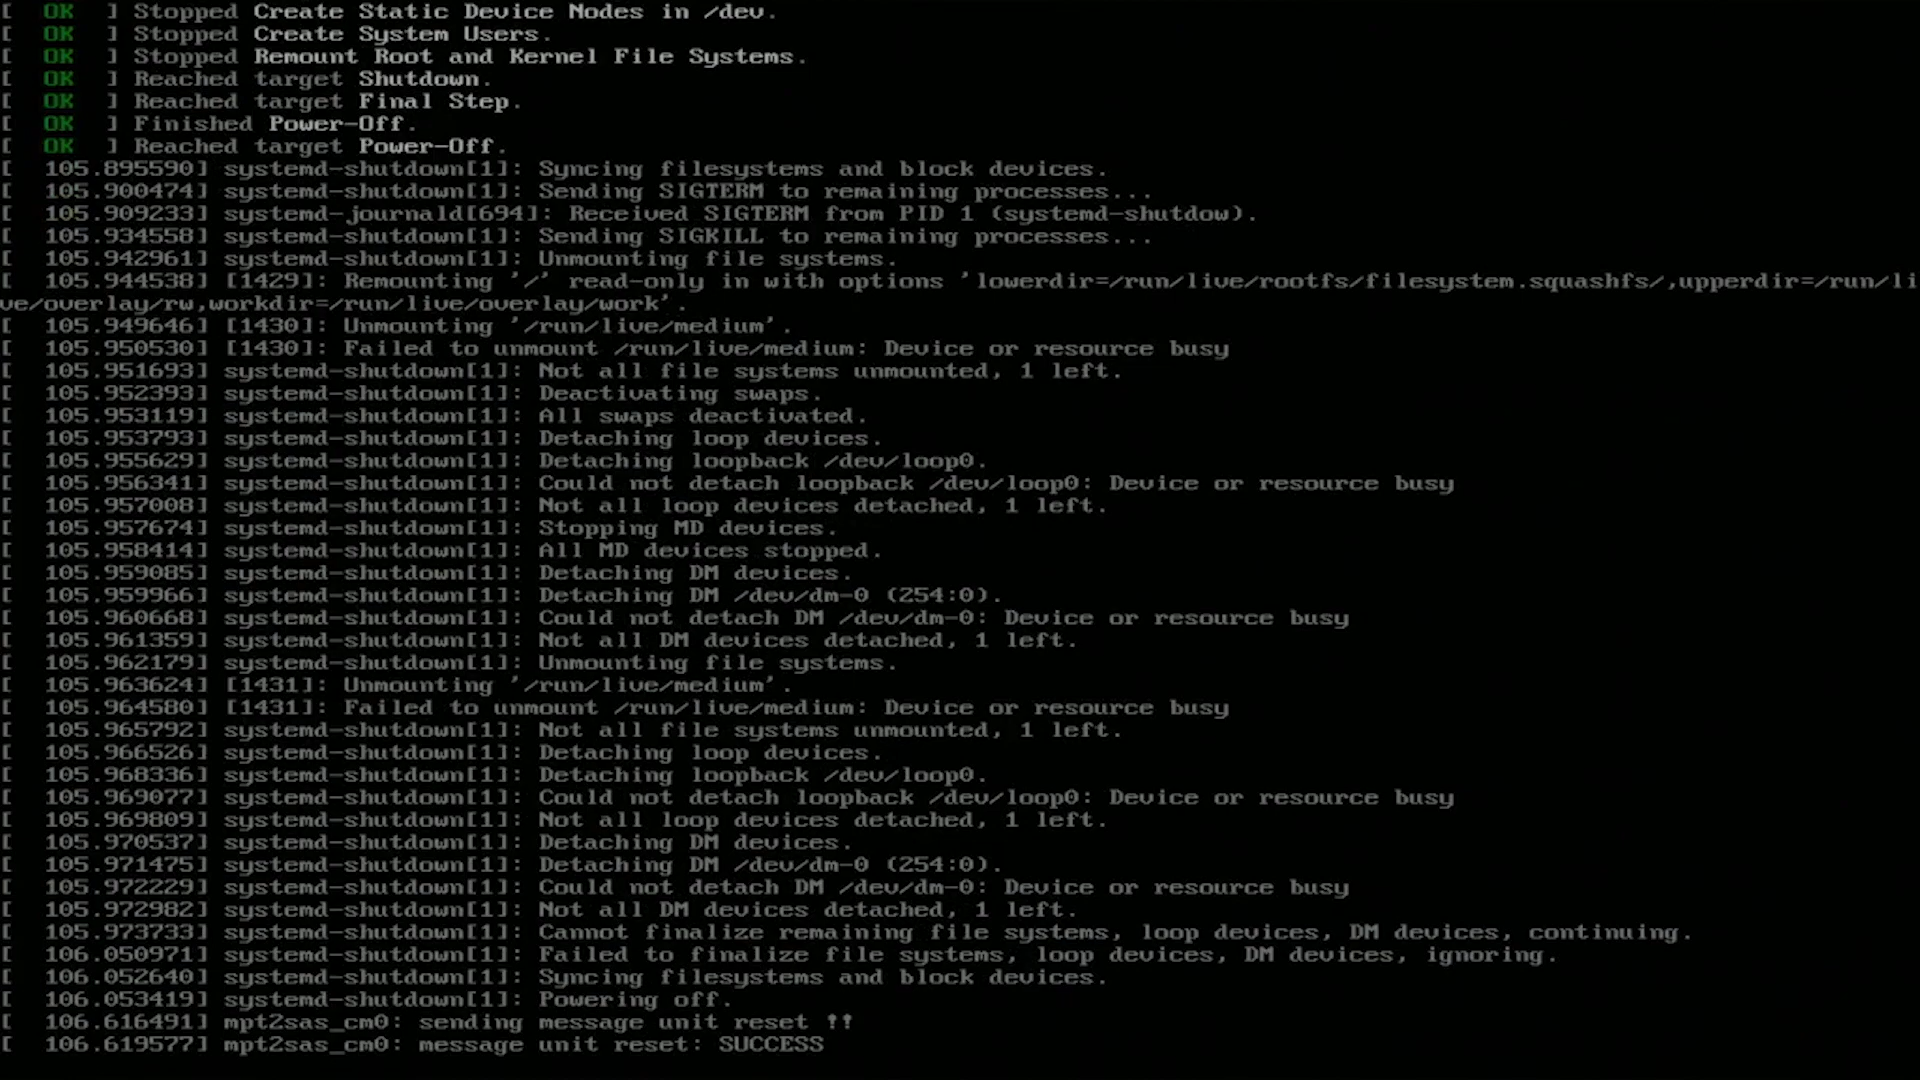 [  OK  ] Stopped Create Static Device Nodes in /dev.
[  OK  ] Stopped Create System Users.
[  OK  ] Stopped Remount Root and Kernel File Systems.
[  OK  ] Reached target Shutdown.
[  OK  ] Reached target Final Step.
[  OK  ] Finished Power-Off.
[  OK  ] Reached target Power-Off.
[  105.895590] systemd-shutdown[1]: Syncing filesystems and block devices.
[  105.900474] systemd-shutdown[1]: Sending SIGTERM to remaining processes...
[  105.909233] systemd-journald[694]: Received SIGTERM from PID 1 (systemd-shutdow).
[  105.934558] systemd-shutdown[1]: Sending SIGKILL to remaining processes...
[  105.942961] systemd-shutdown[1]: Unmounting file systems.
[  105.944538] [1429]: Remounting '/' read-only in with options 'lowerdir=/run/live/rootfs/filesystem.squashfs/,upperdir=/run/li
ve/overlay/rw,workdir=/run/live/overlay/work'.
[  105.949646] [1430]: Unmounting '/run/live/medium'.
[  105.950530] [1430]: Failed to unmount /run/live/medium: Device or resource busy
[  105.951693] systemd-shutdown[1]: Not all file systems unmounted, 1 left.
[  105.952393] systemd-shutdown[1]: Deactivating swaps.
[  105.953119] systemd-shutdown[1]: All swaps deactivated.
[  105.953793] systemd-shutdown[1]: Detaching loop devices.
[  105.955629] systemd-shutdown[1]: Detaching loopback /dev/loop0.
[  105.956341] systemd-shutdown[1]: Could not detach loopback /dev/loop0: Device or resource busy
[  105.957008] systemd-shutdown[1]: Not all loop devices detached, 1 left.
[  105.957674] systemd-shutdown[1]: Stopping MD devices.
[  105.958414] systemd-shutdown[1]: All MD devices stopped.
[  105.959085] systemd-shutdown[1]: Detaching DM devices.
[  105.959966] systemd-shutdown[1]: Detaching DM /dev/dm-0 (254:0).
[  105.960668] systemd-shutdown[1]: Could not detach DM /dev/dm-0: Device or resource busy
[  105.961359] systemd-shutdown[1]: Not all DM devices detached, 1 left.
[  105.962179] systemd-shutdown[1]: Unmounting file systems.
[  105.963624] [1431]: Unmounting '/run/live/medium'.
[  105.964580] [1431]: Failed to unmount /run/live/medium: Device or resource busy
[  105.965792] systemd-shutdown[1]: Not all file systems unmounted, 1 left.
[  105.966526] systemd-shutdown[1]: Detaching loop devices.
[  105.968336] systemd-shutdown[1]: Detaching loopback /dev/loop0.
[  105.969077] systemd-shutdown[1]: Could not detach loopback /dev/loop0: Device or resource busy
[  105.969809] systemd-shutdown[1]: Not all loop devices detached, 1 left.
[  105.970537] systemd-shutdown[1]: Detaching DM devices.
[  105.971475] systemd-shutdown[1]: Detaching DM /dev/dm-0 (254:0).
[  105.972229] systemd-shutdown[1]: Could not detach DM /dev/dm-0: Device or resource busy
[  105.972982] systemd-shutdown[1]: Not all DM devices detached, 1 left.
[  105.973733] systemd-shutdown[1]: Cannot finalize remaining file systems, loop devices, DM devices, continuing.
[  106.050971] systemd-shutdown[1]: Failed to finalize file systems, loop devices, DM devices, ignoring.
[  106.052640] systemd-shutdown[1]: Syncing filesystems and block devices.
[  106.053419] systemd-shutdown[1]: Powering off.
[  106.616491] mpt2sas_cm0: sending message unit reset !!
[  106.619577] mpt2sas_cm0: message unit reset: SUCCESS